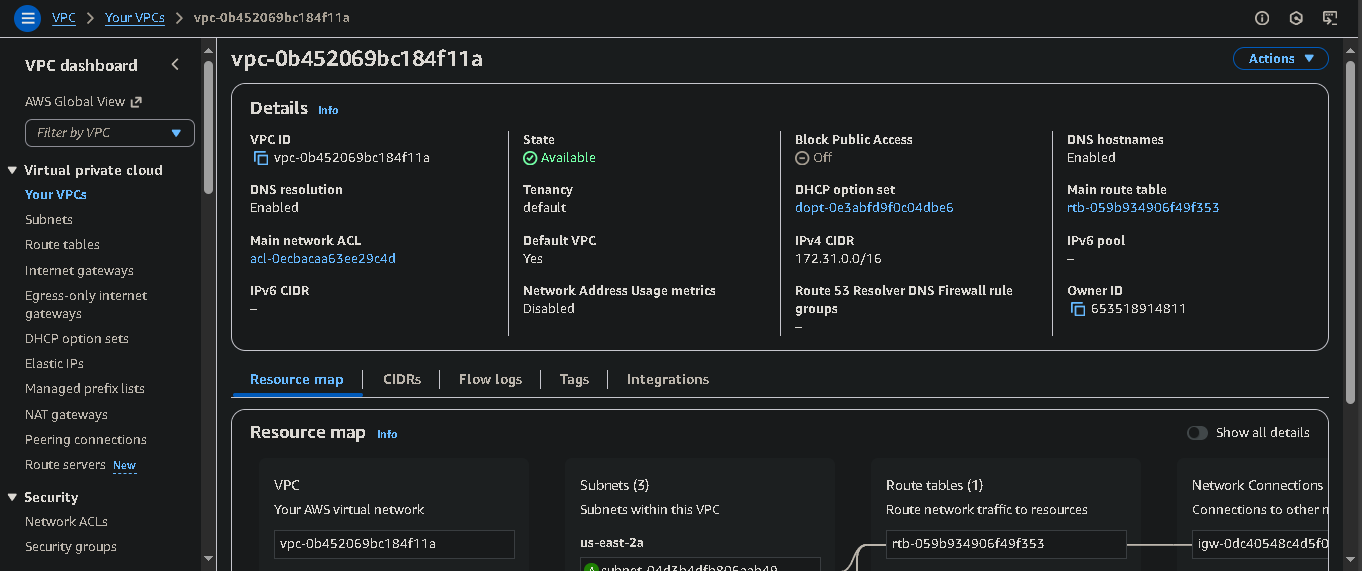 VPC > Your VPCs > vpc-0b452069bc184f11a
VPC dashboard
AWS Global View
Filter by VPC
Virtual private cloud
Your VPCs
Subnets
Route tables
Internet gateways
Egress-only internet
gateways
DHCP option sets
Elastic IPs
Managed prefix lists
NAT gateways
Peering connections
Route servers New
Security
Network ACLs
Security groups
vpc-0b452069bc184f11a
Actions
Details Info
VPC ID
vpc-0b452069bc184f11a
State
Available
Block Public Access
Off
DNS hostnames
Enabled
DNS resolution
Enabled
Tenancy
default
DHCP option set
dopt-0e3abfd9f0c04dbe6
Main route table
rtb-059b934906f49f353
Main network ACL
acl-0ecbacaa63ee29c4d
Default VPC
Yes
IPv4 CIDR
172.31.0.0/16
IPv6 pool
–
IPv6 CIDR
–
Network Address Usage metrics
Disabled
Route 53 Resolver DNS Firewall rule
groups
–
Owner ID
653518914811
Resource map
CIDRs
Flow logs
Tags
Integrations
Resource map Info
Show all details
VPC
Your AWS virtual network
vpc-0b452069bc184f11a
Subnets (3)
Subnets within this VPC
us-east-2a
A subnet-04d3b4dfb806aab49
Route tables (1)
Route network traffic to resources
rtb-059b934906f49f353
Network Connections
Connections to other
igw-0dc40548c4d5f0